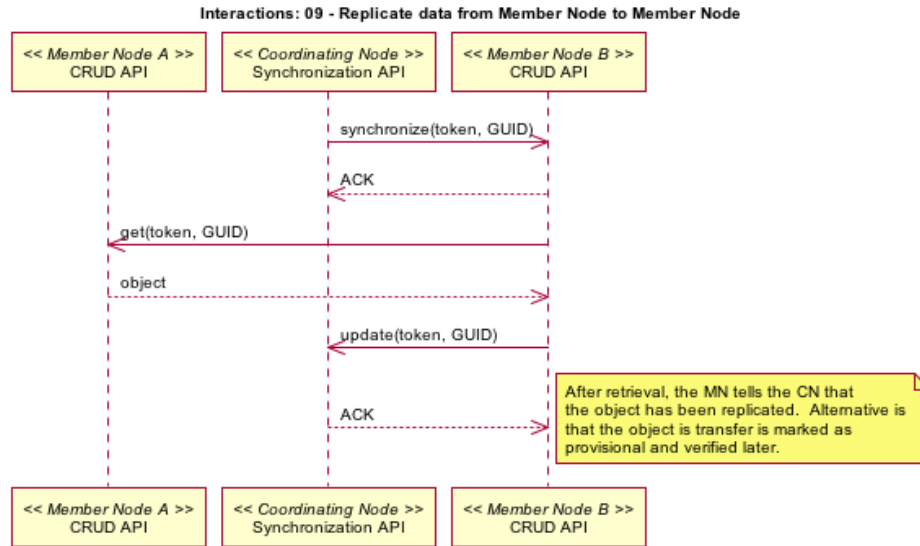 Interactions: 09 - Replicate data from Member Node to Member Node
<< Member Node A >>
CRUD API
<< Coordinating Node >>
Synchronization API
<< Member Node B >>
CRUD API
synchronize(token, GUID)
ACK
get(token, GUID)
object
update(token, GUID)
ACK
After retrieval, the MN tells the CN that
the object has been replicated.  Alternative is
that the object is transfer is marked as
provisional and verified later.
<< Member Node A >>
CRUD API
<< Coordinating Node >>
Synchronization API
<< Member Node B >>
CRUD API